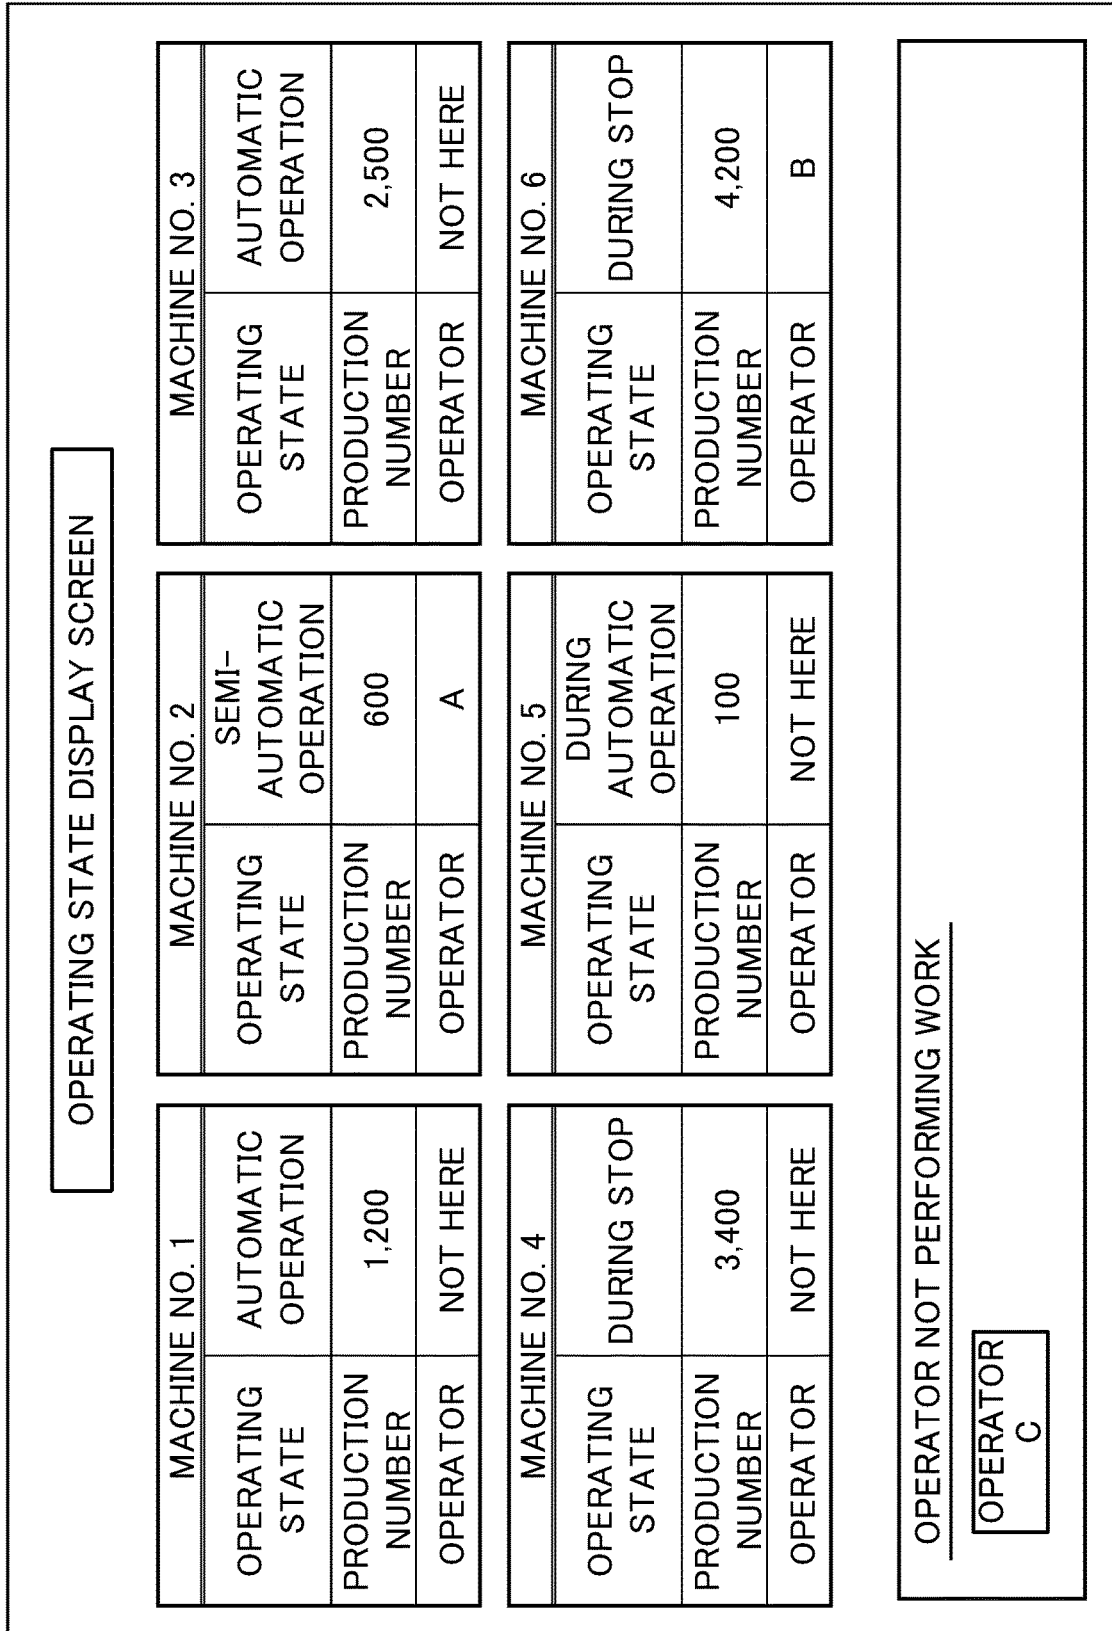 OPERATING STATE DISPLAY SCREEN
MACHINE NO. 1
OPERATING
STATE
AUTOMATIC
OPERATION
PRODUCTION
NUMBER
1,200
OPERATOR
NOT HERE
MACHINE NO. 2
OPERATING
STATE
SEMI-
AUTOMATIC
OPERATION
PRODUCTION
NUMBER
600
OPERATOR
A
MACHINE NO. 3
OPERATING
STATE
AUTOMATIC
OPERATION
PRODUCTION
NUMBER
2,500
OPERATOR
NOT HERE
MACHINE NO. 4
OPERATING
STATE
DURING STOP
PRODUCTION
NUMBER
3,400
OPERATOR
NOT HERE
MACHINE NO. 5
OPERATING
STATE
DURING
AUTOMATIC
OPERATION
PRODUCTION
NUMBER
100
OPERATOR
NOT HERE
MACHINE NO. 6
OPERATING
STATE
DURING STOP
PRODUCTION
NUMBER
4,200
OPERATOR
B
OPERATOR NOT PERFORMING WORK
OPERATOR
C